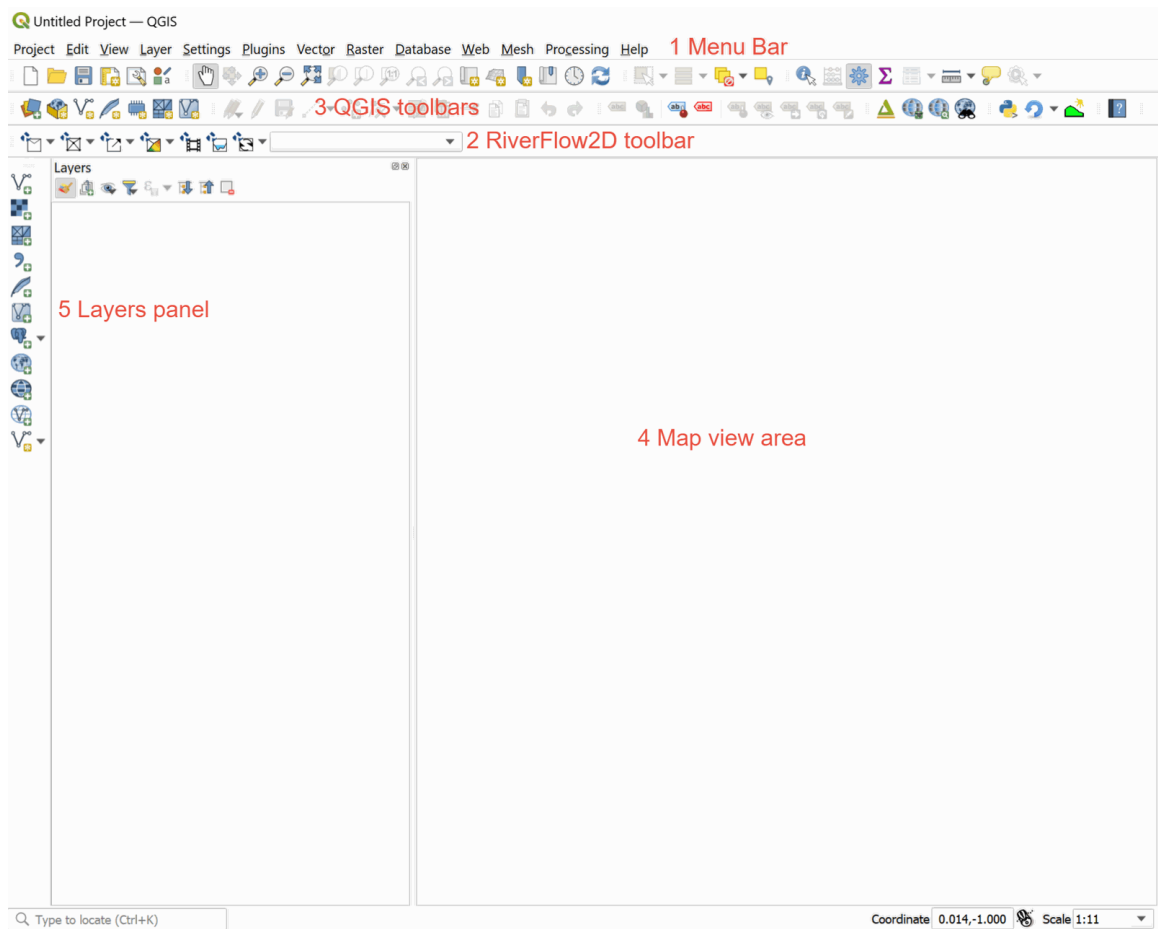 Untitled Project — QGIS
Project Edit View Layer Settings Plugins Vector Raster Database Web Mesh Processing Help 1 Menu Bar
3 QGIS toolbars
2 RiverFlow2D toolbar
Layers
5 Layers panel
4 Map view area
Type to locate (Ctrl+K) Coordinate 0.014,-1.000 Scale 1:11